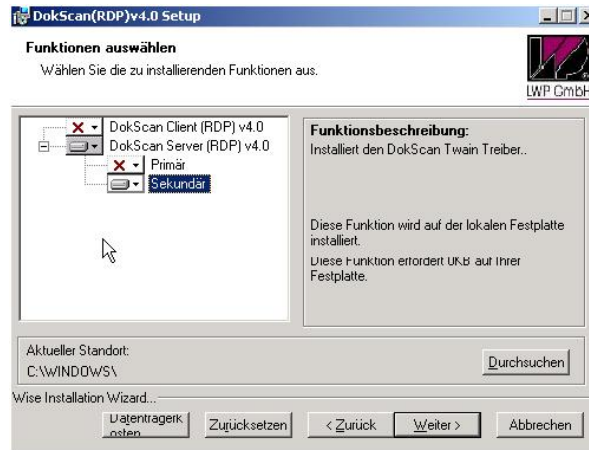 DokScan(RDP)v4.0 Setup
Funktionen auswählen
Wählen Sie die zu installierenden Funktionen aus.
LWP GmbH
DokScan Client (RDP) v4.0
DokScan Server (RDP) v4.0
Primär
Sekundär
Funktionsbeschreibung:
Installiert den DokScan Twain Treiber..
Diese Funktion wird auf der lokalen Festplatte
installiert.
Diese Funktion erfordert 0KB auf Ihrer
Festplatte.
Aktueller Standort:
C:\WINDOWS\
Durchsuchen
Wise Installation Wizard...
Datenträgerk
osten
Zurücksetzen
< Zurück
Weiter >
Abbrechen